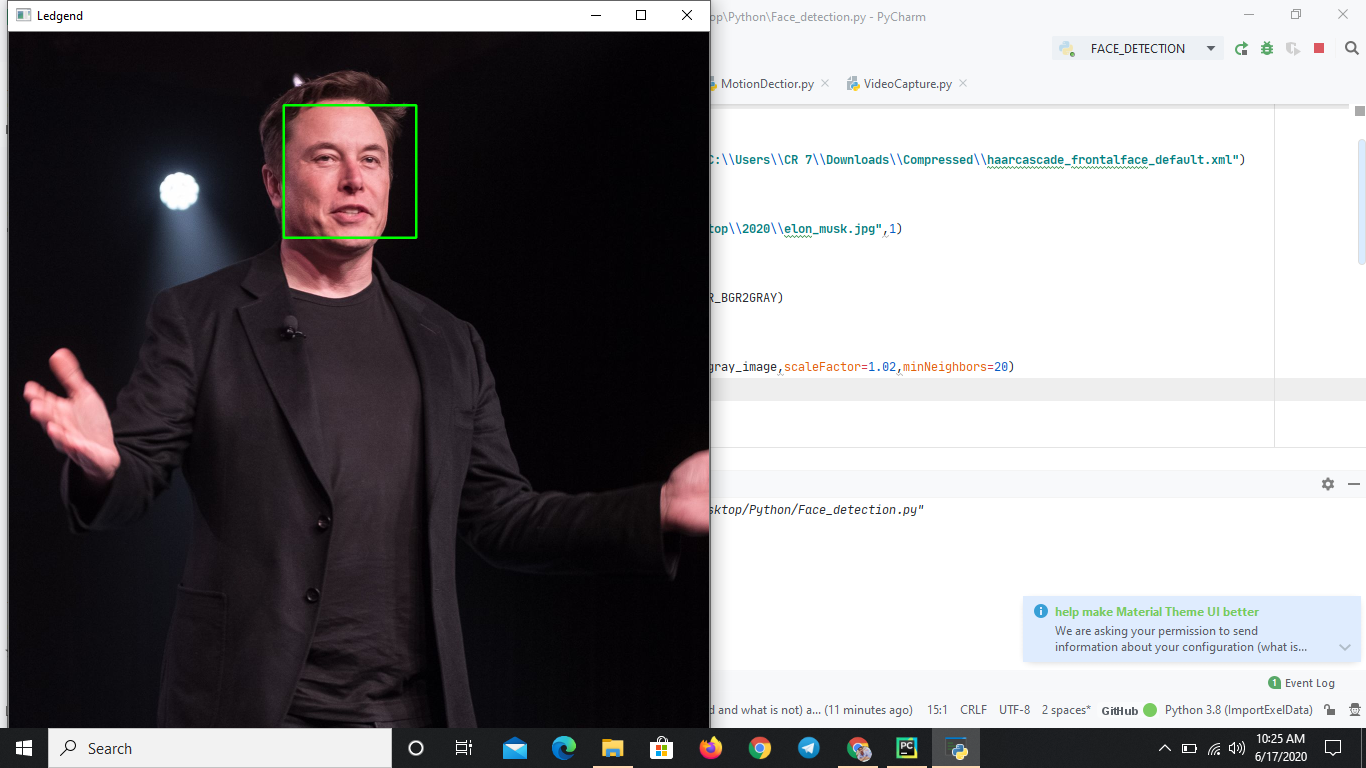 Ledgend
op\Python\Face_detection.py - PyCharm
FACE_DETECTION
MotionDectior.py
VideoCapture.py
C:\\Users\\CR 7\\Downloads\\Compressed\\haarcascade_frontalface_default.xml")
top\\2020\\elon_musk.jpg",1)
R_BGR2GRAY)
gray_image,scaleFactor=1.02,minNeighbors=20)
sktop/Python/Face_detection.py"
help make Material Theme UI better
We are asking your permission to send
information about your configuration (what is...
1 Event Log
d and what is not) a... (11 minutes ago) 15:1 CRLF UTF-8 2 spaces* GitHub Python 3.8 (ImportExelData)
Search
PC
10:25 AM
6/17/2020